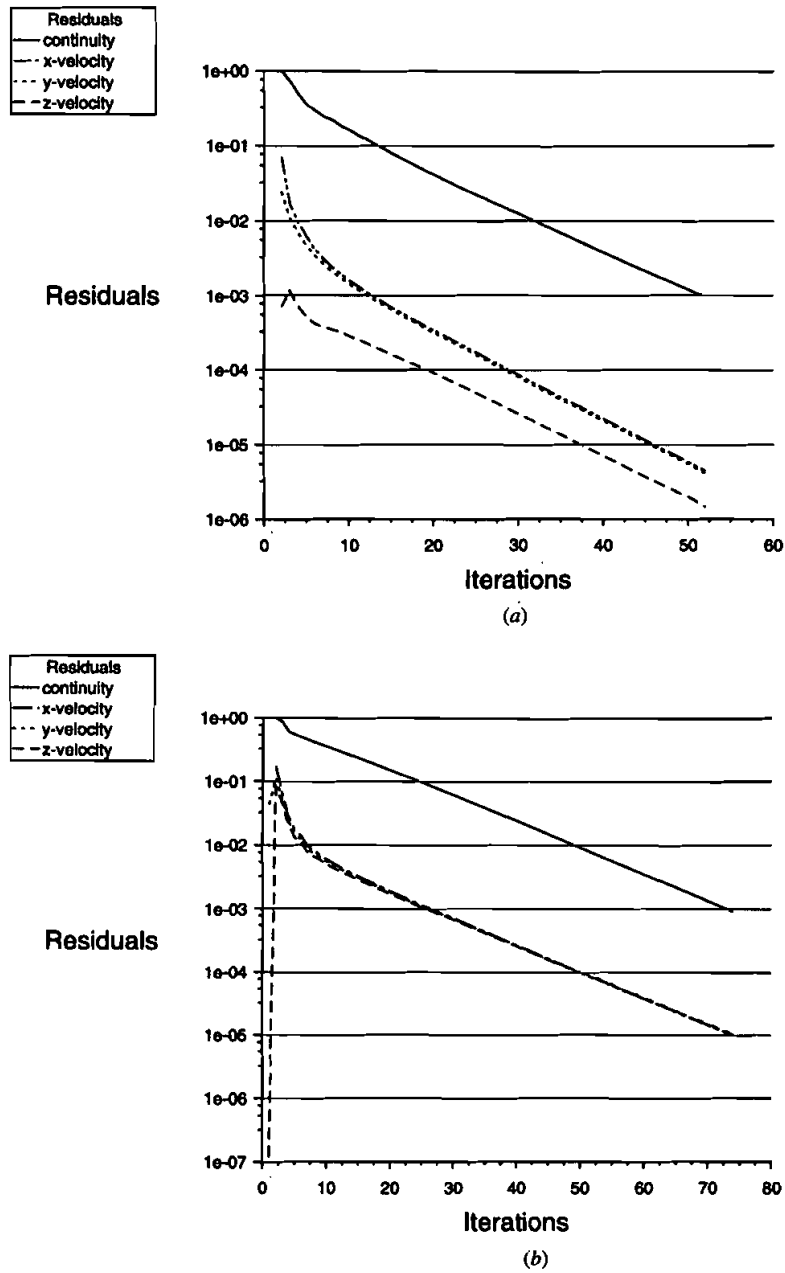 Residuals
continuity
x-velocity
y-velocity
z-velocity
1e+00
1e-01
1e-02
1e-03
1e-04
1e-05
1e-06
Residuals
0 10 20 30 40 50 60
Iterations
(a)
Residuals
continuity
x-velocity
y-velocity
z-velocity
1e+00
1e-01
1e-02
1e-03
1e-04
1e-05
1e-06
1e-07
Residuals
0 10 20 30 40 50 60 70 80
Iterations
(b)